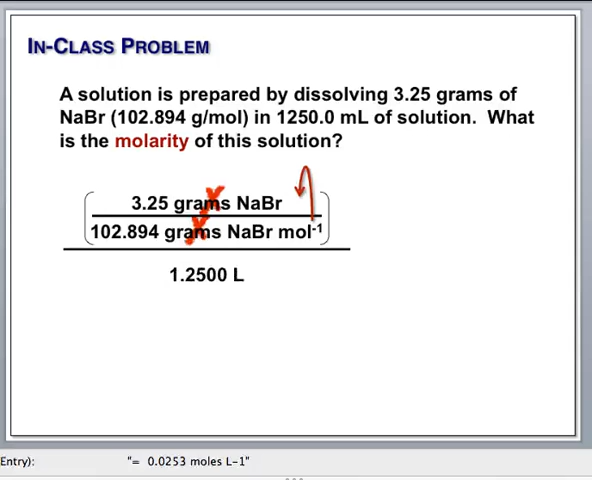 IN-CLASS PROBLEM
A solution is prepared by dissolving 3.25 grams of
NaBr (102.894 g/mol) in 1250.0 mL of solution. What
is the molarity of this solution?
3.25 grams NaBr
102.894 grams NaBr mol-1
1.2500 L
Entry): "= 0.0253 moles L-1"